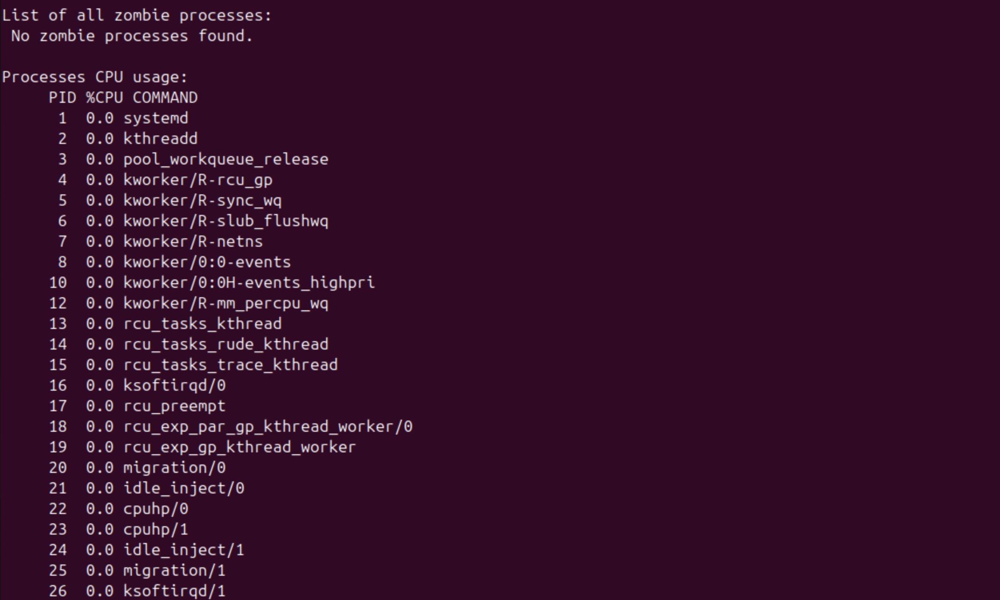 List of all zombie processes:
No zombie processes found.
Processes CPU usage:
PID %CPU COMMAND
1 0.0 systemd
2 0.0 kthreadd
3 0.0 pool_workqueue_release
4 0.0 kworker/R-rcu_gp
5 0.0 kworker/R-sync_wq
6 0.0 kworker/R-slub_flushwq
7 0.0 kworker/R-netns
8 0.0 kworker/0:0-events
10 0.0 kworker/0:0H-events_highpri
12 0.0 kworker/R-mm_percpu_wq
13 0.0 rcu_tasks_kthread
14 0.0 rcu_tasks_rude_kthread
15 0.0 rcu_tasks_trace_kthread
16 0.0 ksoftirqd/0
17 0.0 rcu_preempt
18 0.0 rcu_exp_par_gp_kthread_worker/0
19 0.0 rcu_exp_gp_kthread_worker
20 0.0 migration/0
21 0.0 idle_inject/0
22 0.0 cpuhp/0
23 0.0 cpuhp/1
24 0.0 idle_inject/1
25 0.0 migration/1
26 0.0 ksoftirqd/1